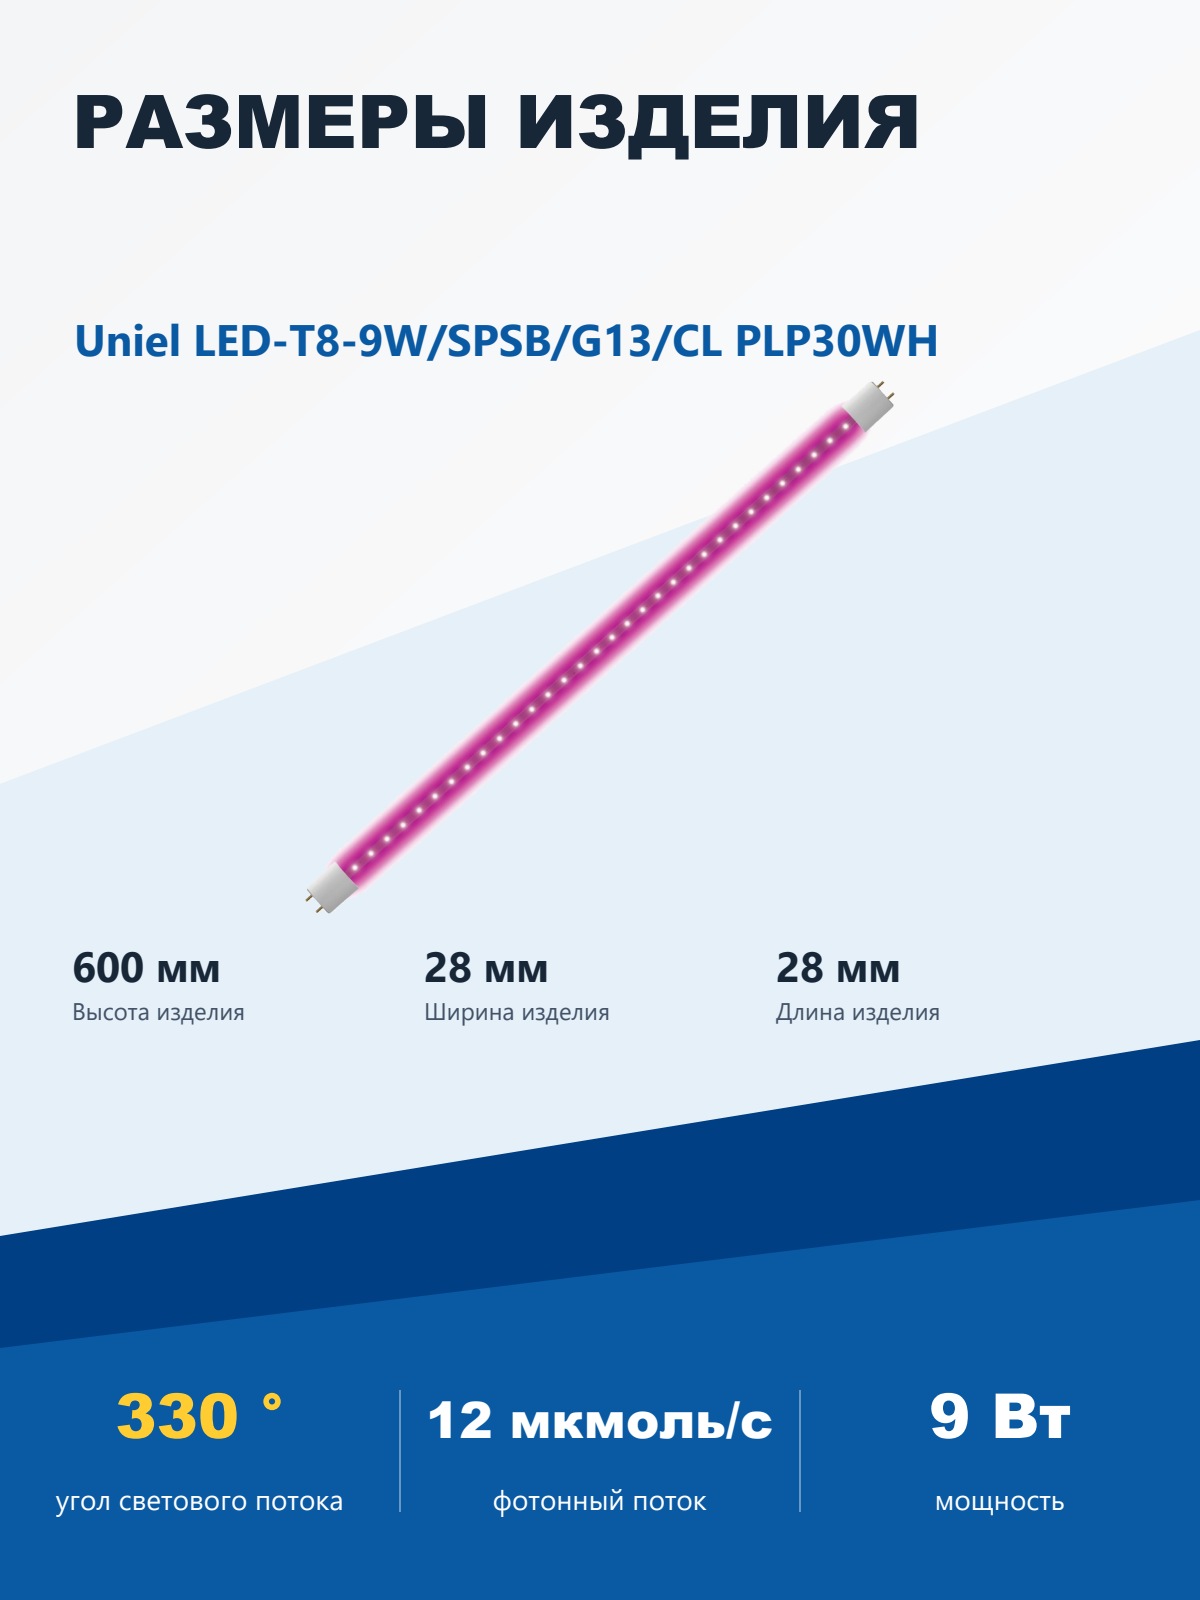 РАЗМЕРЫ ИЗДЕЛИЯ
Uniel LED-T8-9W/SPSB/G13/CL PLP30WH
600 мм
Высота изделия
28 мм
Ширина изделия
28 мм
Длина изделия
330 °
угол светового потока
12 мкмоль/с
фотонный поток
9 Вт
мощность